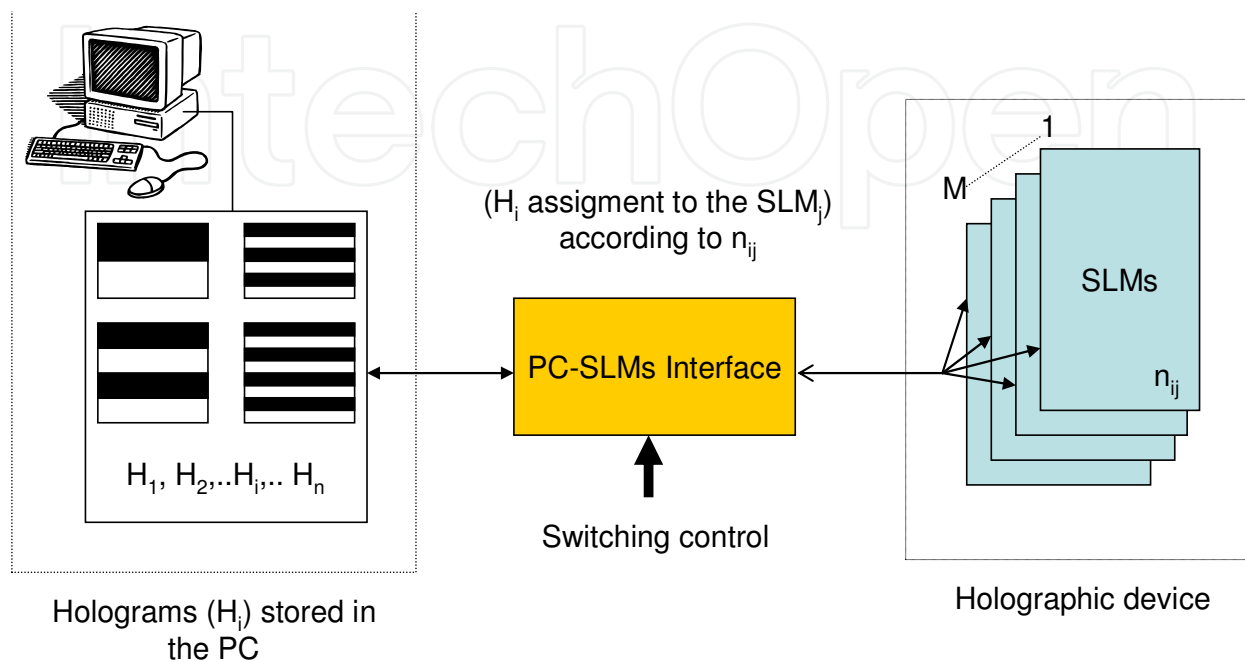 IntechOpen
1
M
(H_i assigment to the SLM_j)
according to n_ij
SLMs
PC-SLMs Interface
n_ij
H_1, H_2,..H_i,.. H_n
Switching control
Holograms (H_i) stored in
the PC
Holographic device